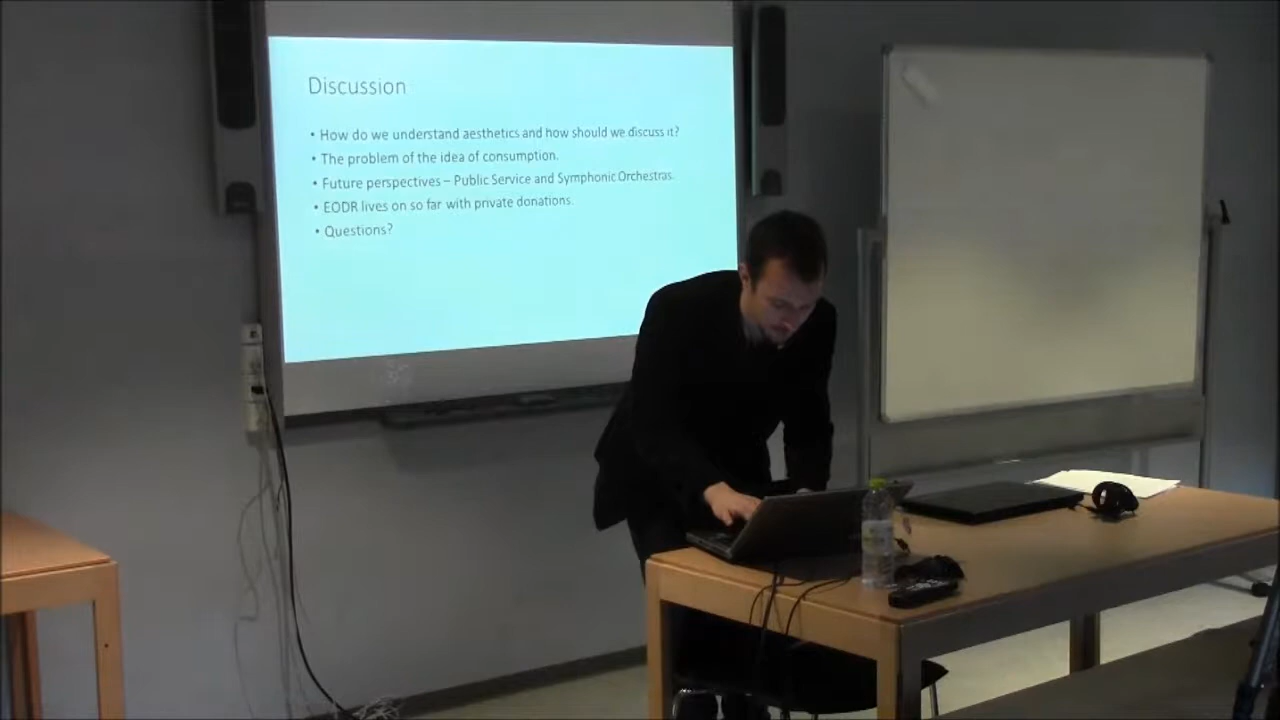 Discussion
• How do we understand aesthetics and how should we discuss it?
• The problem of the idea of consumption.
• Future perspectives – Public Service and Symphonic Orchestras.
• EODR lives on so far with private donations.
• Questions?